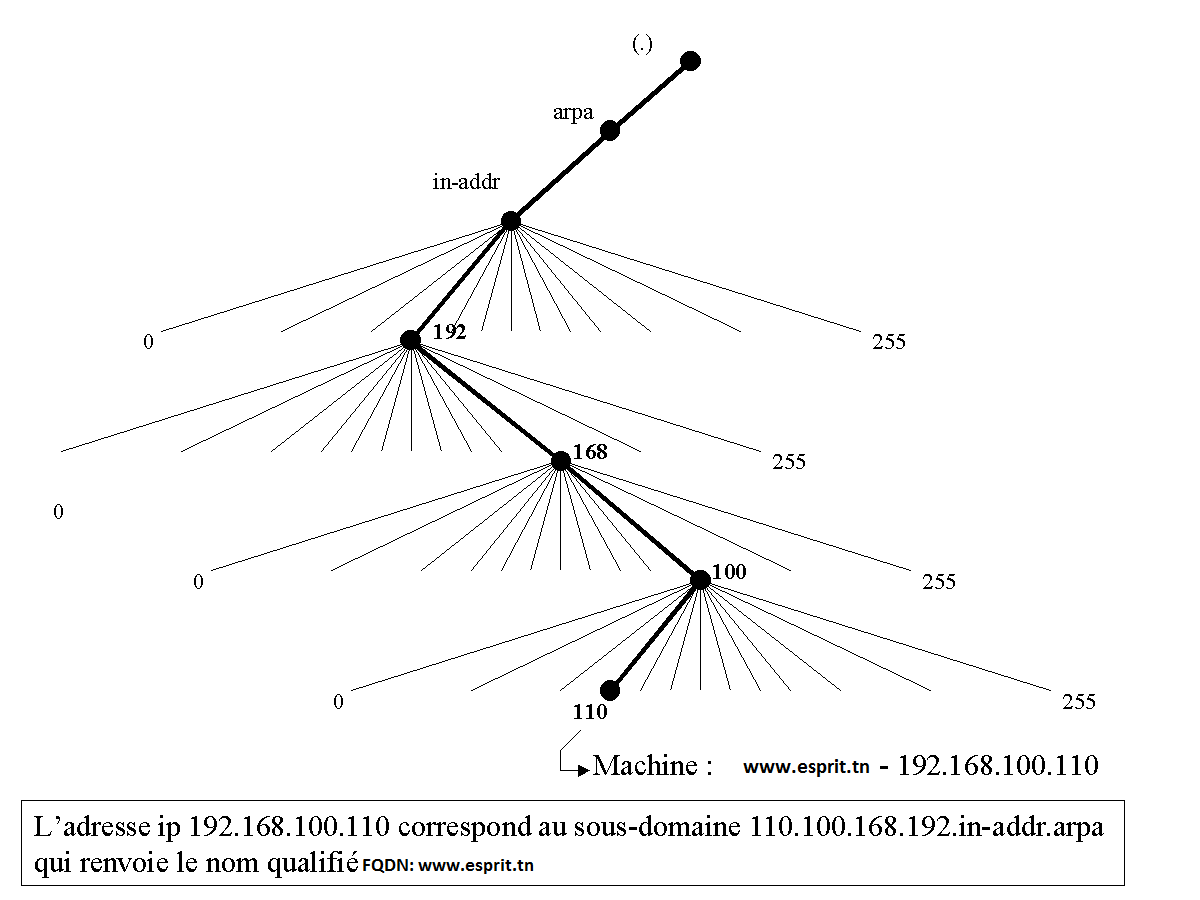 (.)
arpa
in-addr
0
192
255
168
255
0
0
100
255
0
110
255
Machine : www.esprit.tn - 192.168.100.110
L’adresse ip 192.168.100.110 correspond au sous-domaine 110.100.168.192.in-addr.arpa
qui renvoie le nom qualifié FQDN: www.esprit.tn